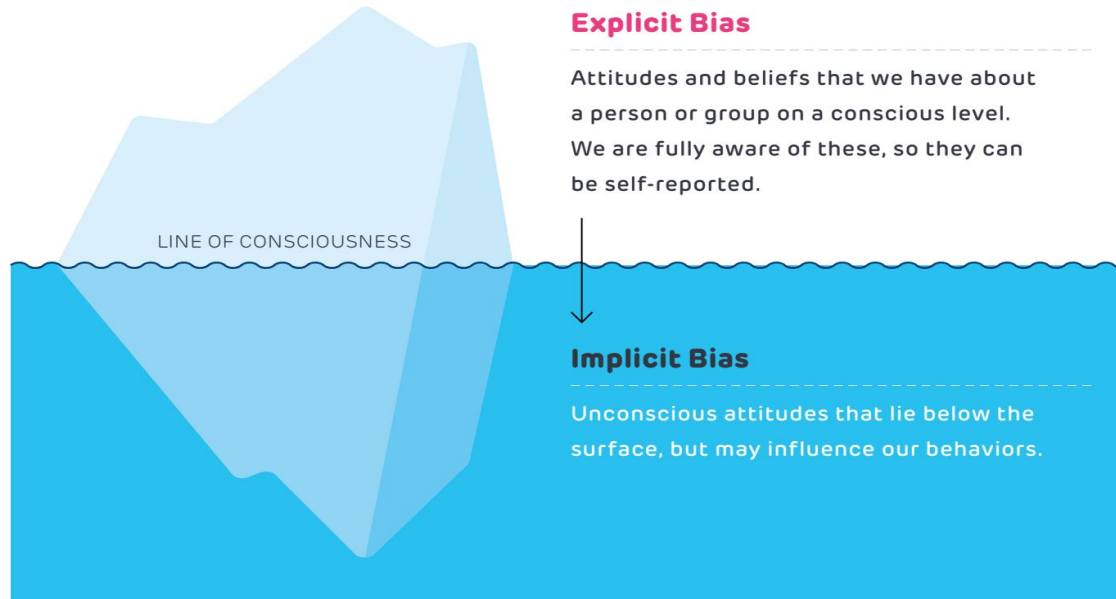 Explicit Bias
Attitudes and beliefs that we have about
a person or group on a conscious level.
We are fully aware of these, so they can
be self-reported.
LINE OF CONSCIOUSNESS
Implicit Bias
Unconscious attitudes that lie below the
surface, but may influence our behaviors.